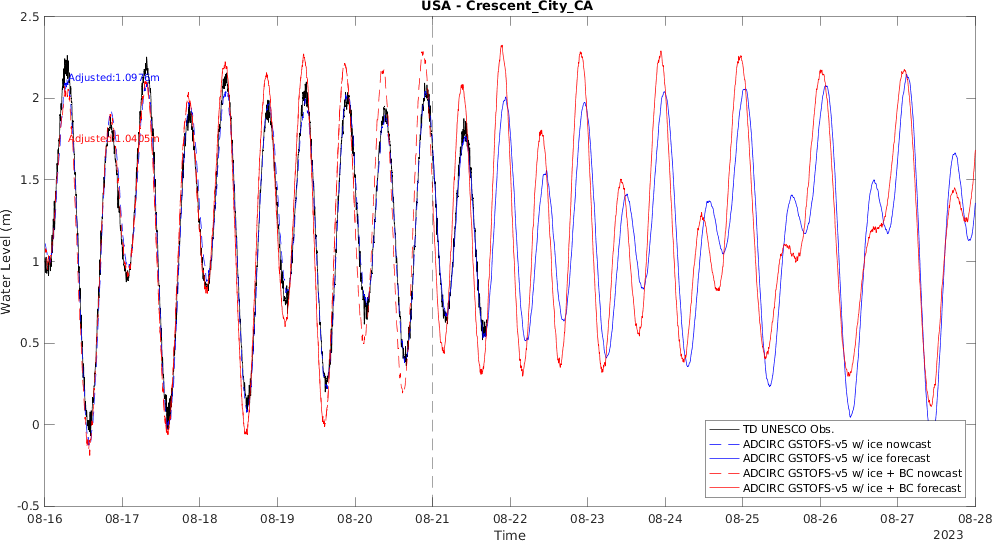 USA - Crescent_City_CA
2.5
2
1.5
1
0.5
0
-0.5
Water Level (m)
Adjusted:1.0975m
Adjusted:1.0405m
TD UNESCO Obs.
ADCIRC GSTOFS-v5 w/ ice nowcast
ADCIRC GSTOFS-v5 w/ ice forecast
ADCIRC GSTOFS-v5 w/ ice + BC nowcast
ADCIRC GSTOFS-v5 w/ ice + BC forecast
08-16 08-17 08-18 08-19 08-20 08-21 08-22 08-23 08-24 08-25 08-26 08-27 08-28
Time
2023